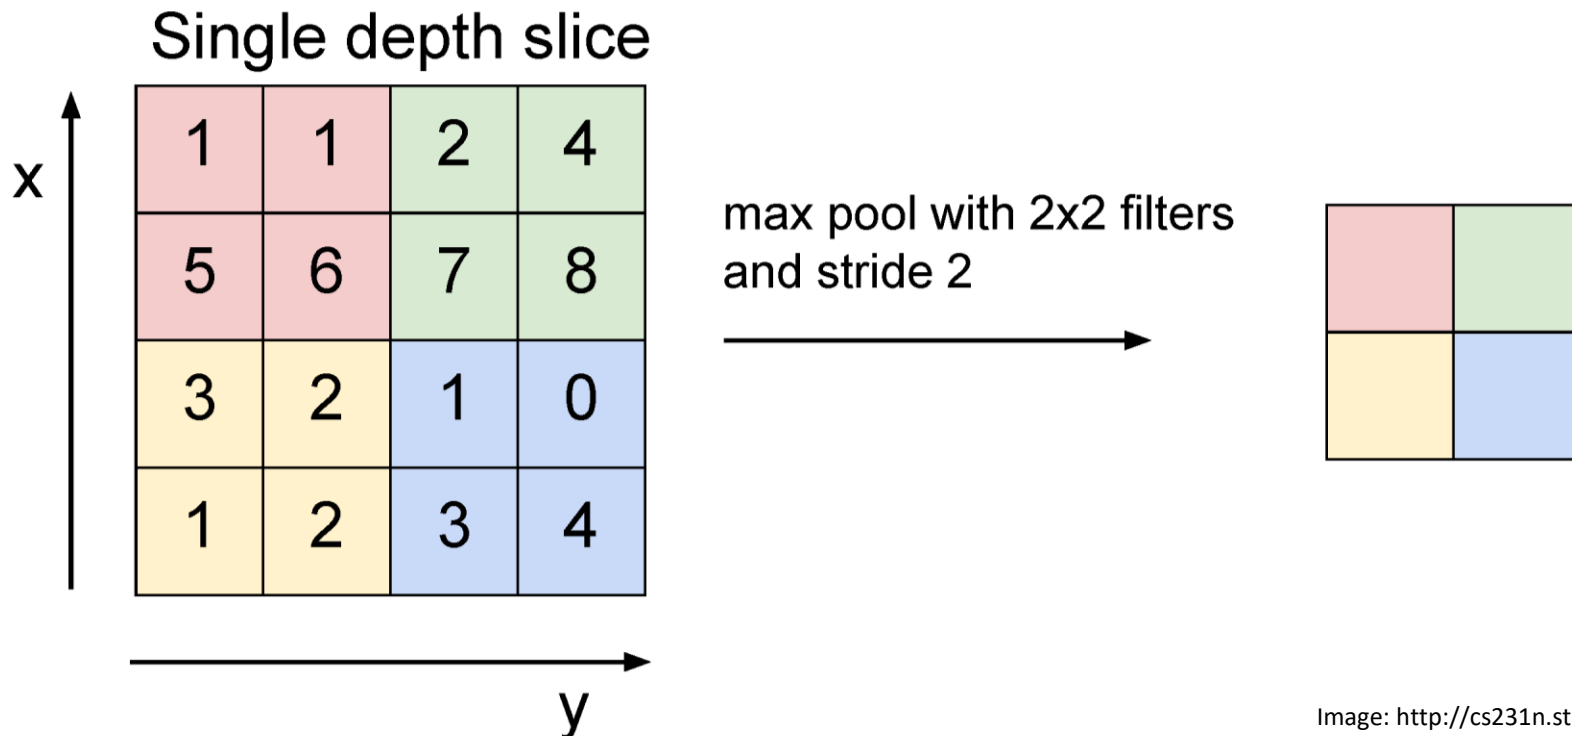 Single depth slice
x
1 1 2 4
5 6 7 8
3 2 1 0
1 2 3 4
y
max pool with 2x2 filters
and stride 2
Image: http://cs231n.st